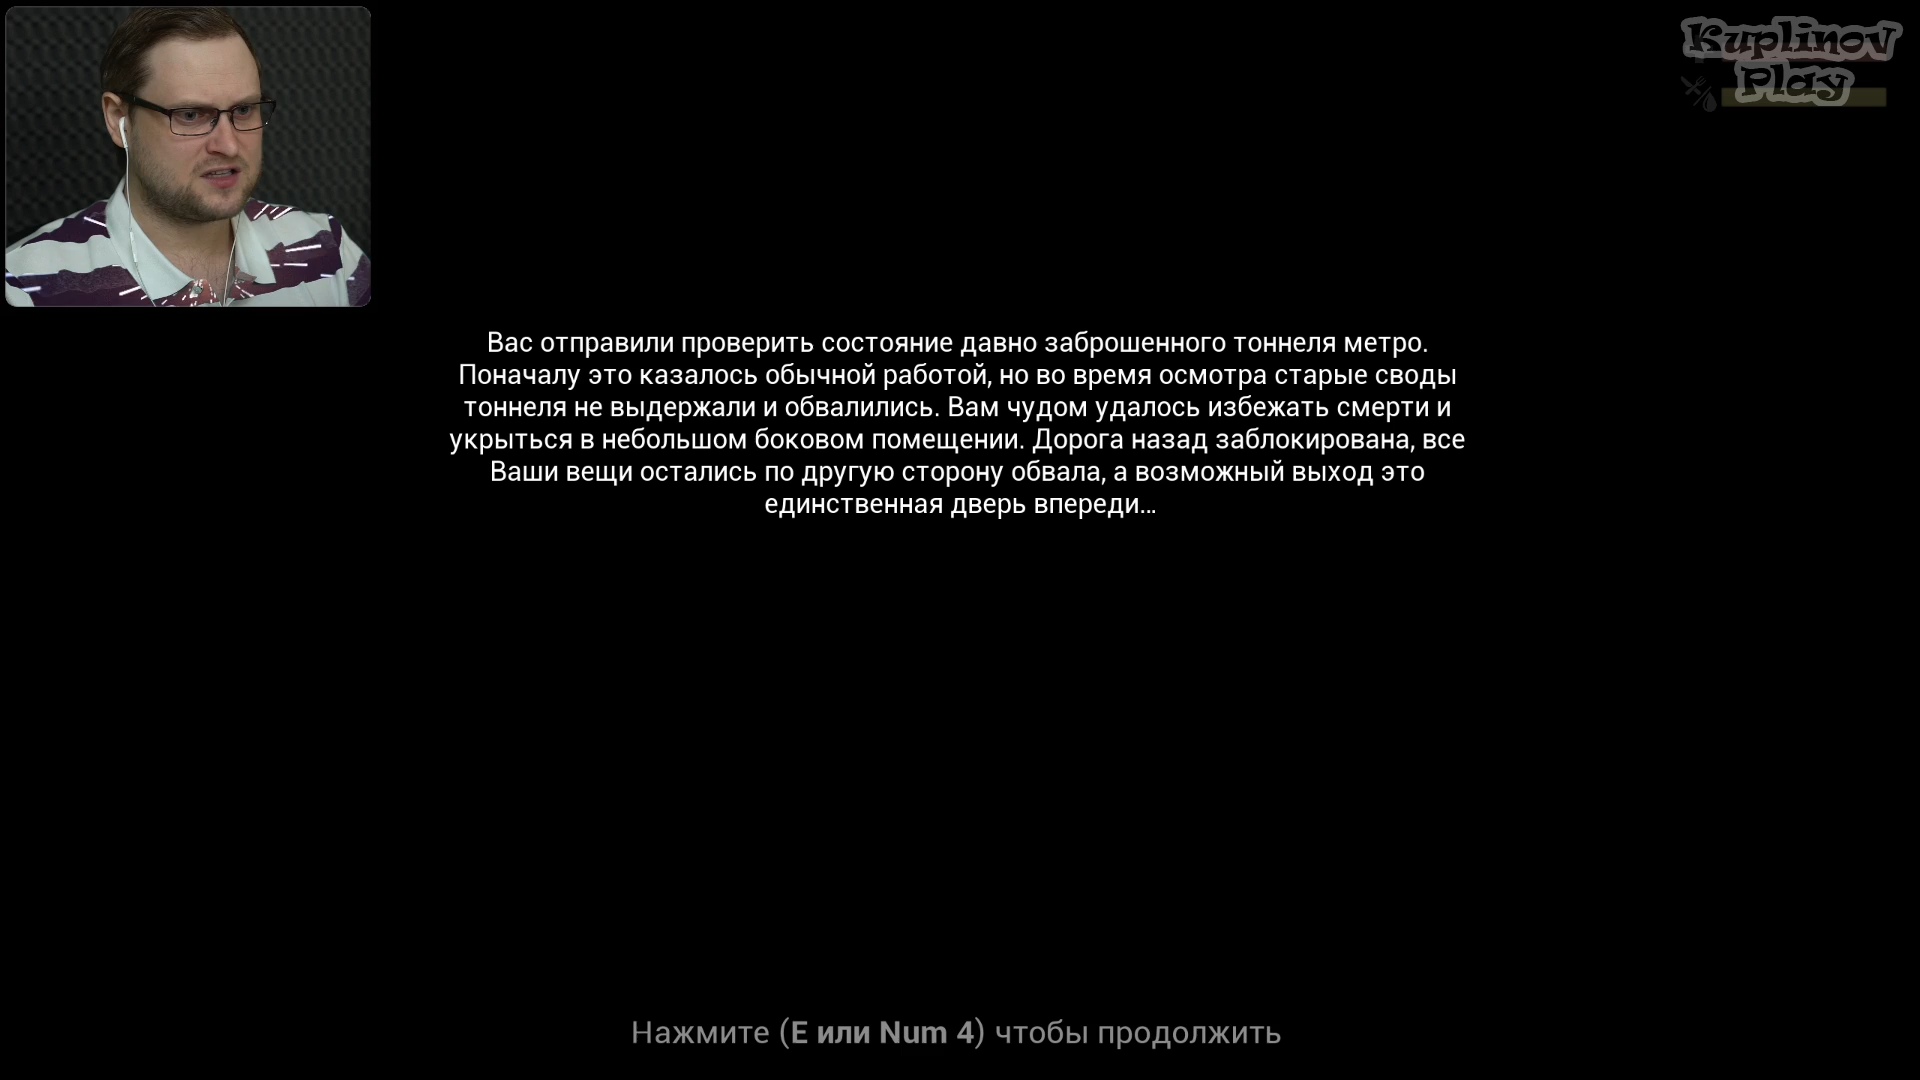 Kuplinov
Play
Вас отправили проверить состояние давно заброшенного тоннеля метро.
Поначалу это казалось обычной работой, но во время осмотра старые своды
тоннеля не выдержали и обвалились. Вам чудом удалось избежать смерти и
укрыться в небольшом боковом помещении. Дорога назад заблокирована, все
Ваши вещи остались по другую сторону обвала, а возможный выход это
единственная дверь впереди...
Нажмите (E или Num 4) чтобы продолжить